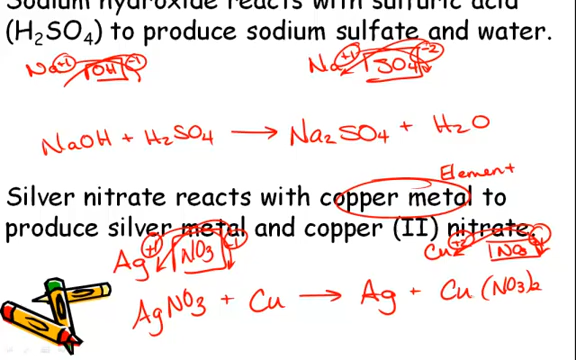 Sodium hydroxide reacts with sulfuric acid
(H₂SO₄) to produce sodium sulfate and water.
Na⁺¹ OH⁻¹ Na⁺¹ SO₄⁻²
NaOH + H₂SO₄ → Na₂SO₄ + H₂O
Element
Silver nitrate reacts with copper metal to
produce silver metal and copper (II) nitrate.
Ag⁺¹ NO₃⁻¹ Cu⁺² NO₃⁻¹
AgNO₃ + Cu → Ag + Cu(NO₃)₂